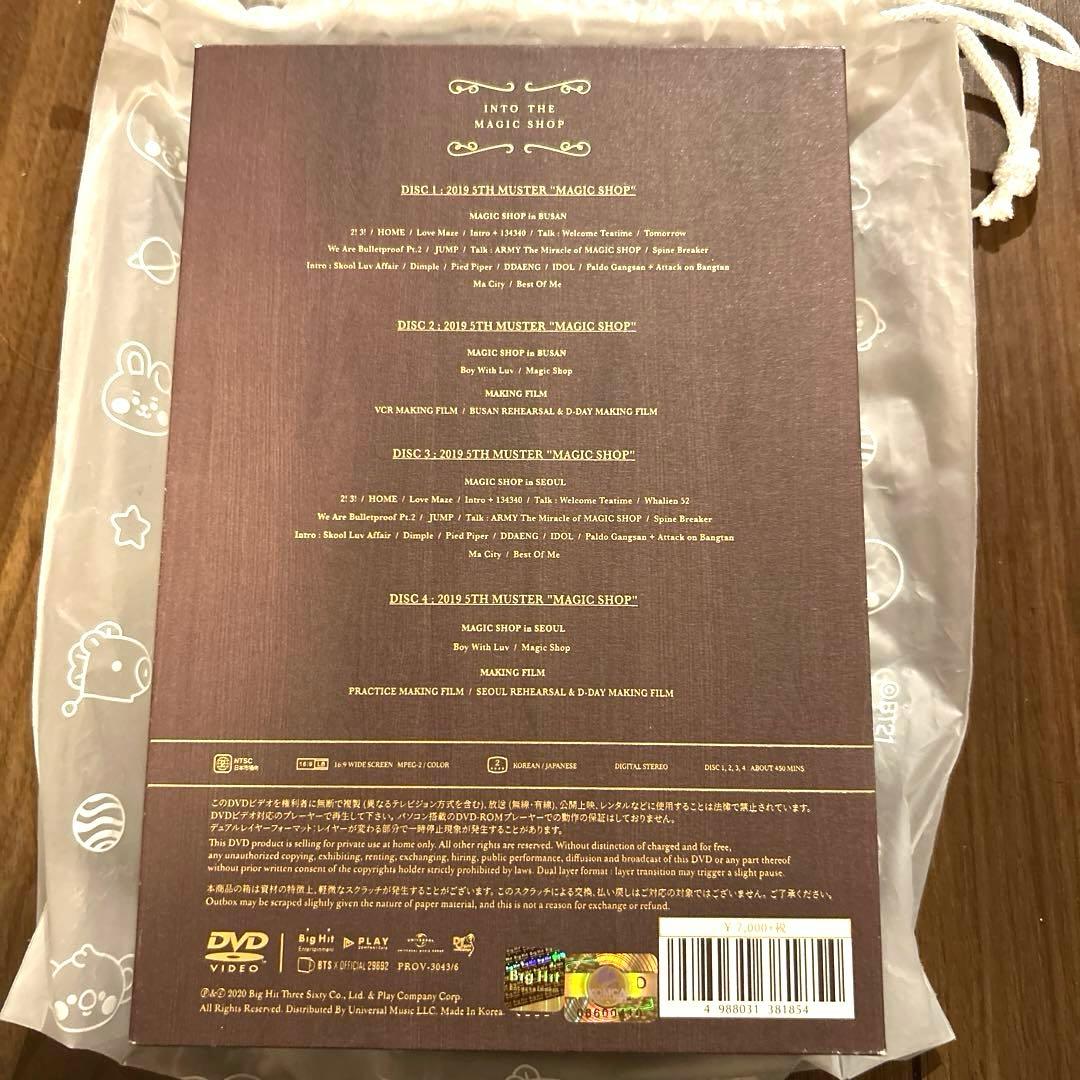 INTO THE
MAGIC SHOP
DISC 1 : 2019 5TH MUSTER "MAGIC SHOP"
MAGIC SHOP in BUSAN
2! 3! / HOME / Love Maze / Intro + 134340 / Talk : Welcome Teatime / Tomorrow
We Are Bulletproof Pt.2 / JUMP / Talk : ARMY The Miracle of MAGIC SHOP / Spine Breaker
Intro : Skool Luv Affair / Dimple / Pied Piper / DDAENG / IDOL / Paldo Gangsan + Attack on Bangtan
Ma City / Best Of Me
DISC 2 : 2019 5TH MUSTER "MAGIC SHOP"
MAGIC SHOP in BUSAN
Boy With Luv / Magic Shop
MAKING FILM
VCR MAKING FILM / BUSAN REHEARSAL & D-DAY MAKING FILM
DISC 3 : 2019 5TH MUSTER "MAGIC SHOP"
MAGIC SHOP in SEOUL
2! 3! / HOME / Love Maze / Intro + 134340 / Talk : Welcome Teatime / Whalien 52
We Are Bulletproof Pt.2 / JUMP / Talk : ARMY The Miracle of MAGIC SHOP / Spine Breaker
Intro : Skool Luv Affair / Dimple / Pied Piper / DDAENG / IDOL / Paldo Gangsan + Attack on Bangtan
Ma City / Best Of Me
DISC 4 : 2019 5TH MUSTER "MAGIC SHOP"
MAGIC SHOP in SEOUL
Boy With Luv / Magic Shop
MAKING FILM
PRACTICE MAKING FILM / SEOUL REHEARSAL & D-DAY MAKING FILM
©BT21
NTSC
日本市場向
16:9 LB 16:9 WIDE SCREEN MPEG-2 / COLOR
2 KOREAN / JAPANESE
DIGITAL STEREO
DISC 1, 2, 3, 4 : ABOUT 450 MINS
このDVDビデオを権利者に無断で複製(異なるテレビジョン方式を含む)、放送(無線・有線)、公開上映、レンタルなどに使用することは法律で禁止されています。
DVDビデオ対応のプレーヤーで再生して下さい。パソコン搭載のDVD-ROMプレーヤーでの動作の保証はしておりません。
デュアルレイヤーフォーマット:レイヤーが変わる部分で一時停止現象が発生することがあります。
This DVD product is selling for private use at home only. All other rights are reserved. Without distinction of charged and for free,
any unauthorized copying, exhibiting, renting, exchanging, hiring, public performance, diffusion and broadcast of this DVD or any part thereof
without prior written consent of the copyrights holder strictly prohibited by laws. Dual layer format : layer transition may trigger a slight pause.
本商品の箱は資材の特徴上、軽微なスクラッチが発生することがございます。このスクラッチによる交換、払い戻しはご対応の対象ではございません。ご了承ください。
Outbox may be scraped slightly given the nature of paper material, and this is not a reason for exchange or refund.
DVD
VIDEO
Big Hit
Entertainment
PLAY
COMPANY CORP.
UNIVERSAL MUSIC GROUP
Def Jam
BTS X OFFICIAL 29692 PROV-3043/6
℗&© 2020 Big Hit Three Sixty Co., Ltd. & Play Company Corp.
All Rights Reserved. Distributed By Universal Music LLC. Made In Korea
Big Hit
KOMCA
D
¥ 7,000+税
4 988031 381854